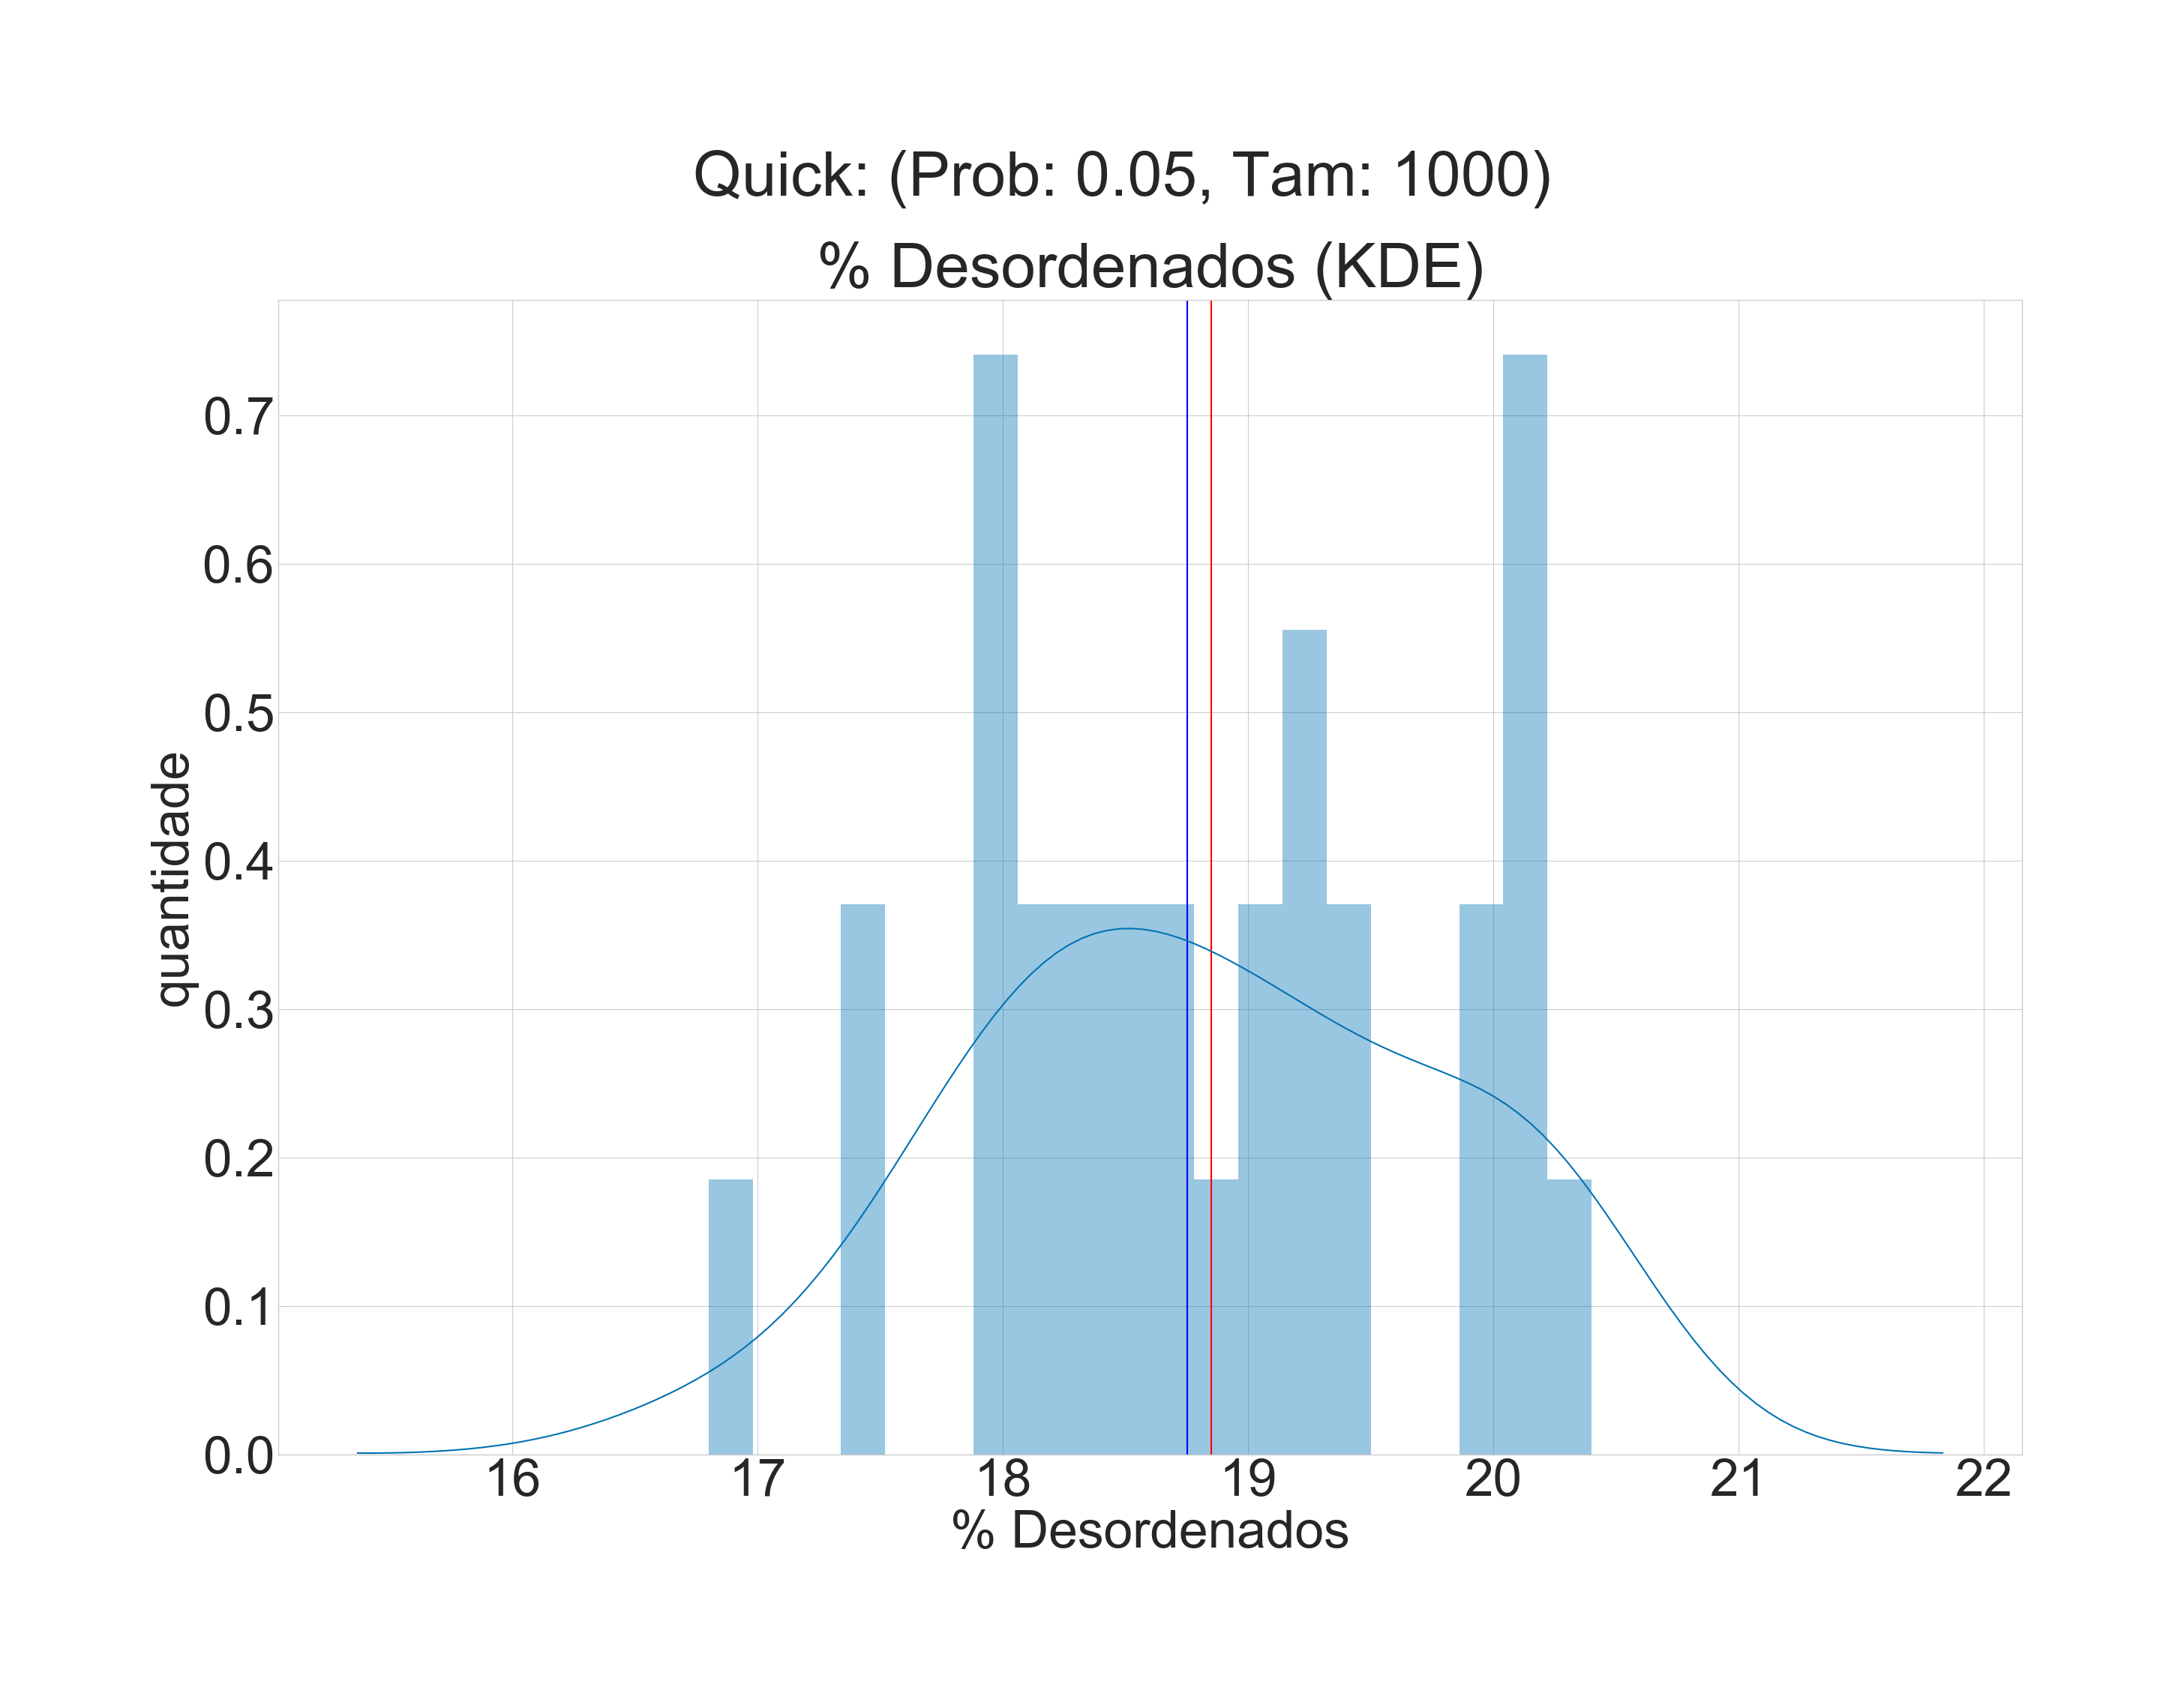 Quick: (Prob: 0.05, Tam: 1000)
% Desordenados (KDE)
0.7
0.6
0.5
0.4
0.3
0.2
0.1
0.0
quantidade
16 17 18 19 20 21 22
% Desordenados